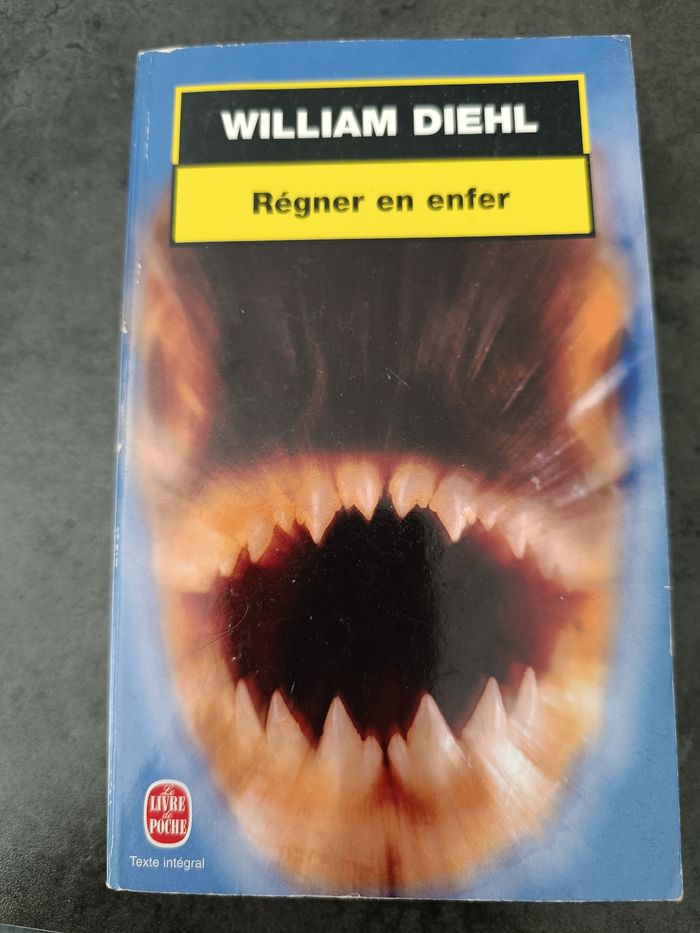 WILLIAM DIEHL
Régner en enfer
Le
LIVRE
de
POCHE
Texte intégral